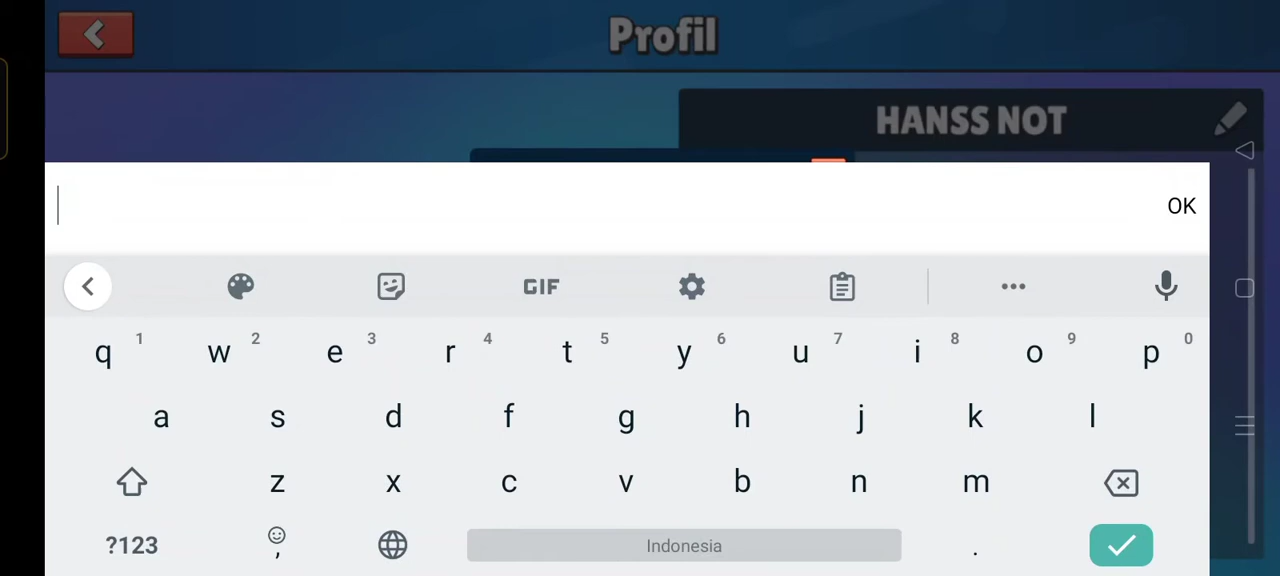 Profil
HANSS NOT
OK
GIF
q 1 w 2 e 3 r 4 t 5 y 6 u 7 i 8 o 9 p 0
a s d f g h j k l
z x c v b n m
?123 , Indonesia .